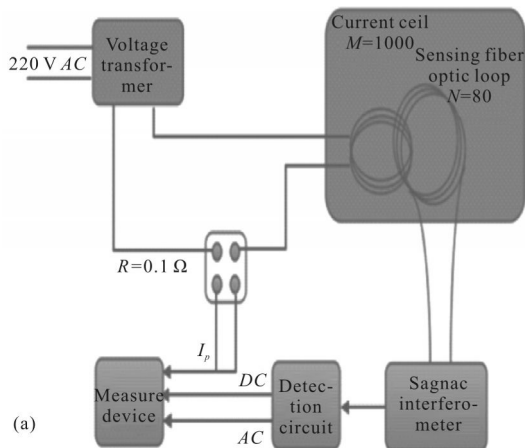 Current ceil
M=1000
Sensing fiber
optic loop
N=80
Voltage
transfor-
mer
220 V AC
R=0.1 Ω
I_p
Measure
device
DC
AC
Detec-
tion
circuit
Sagnac
interfero-
meter
(a)